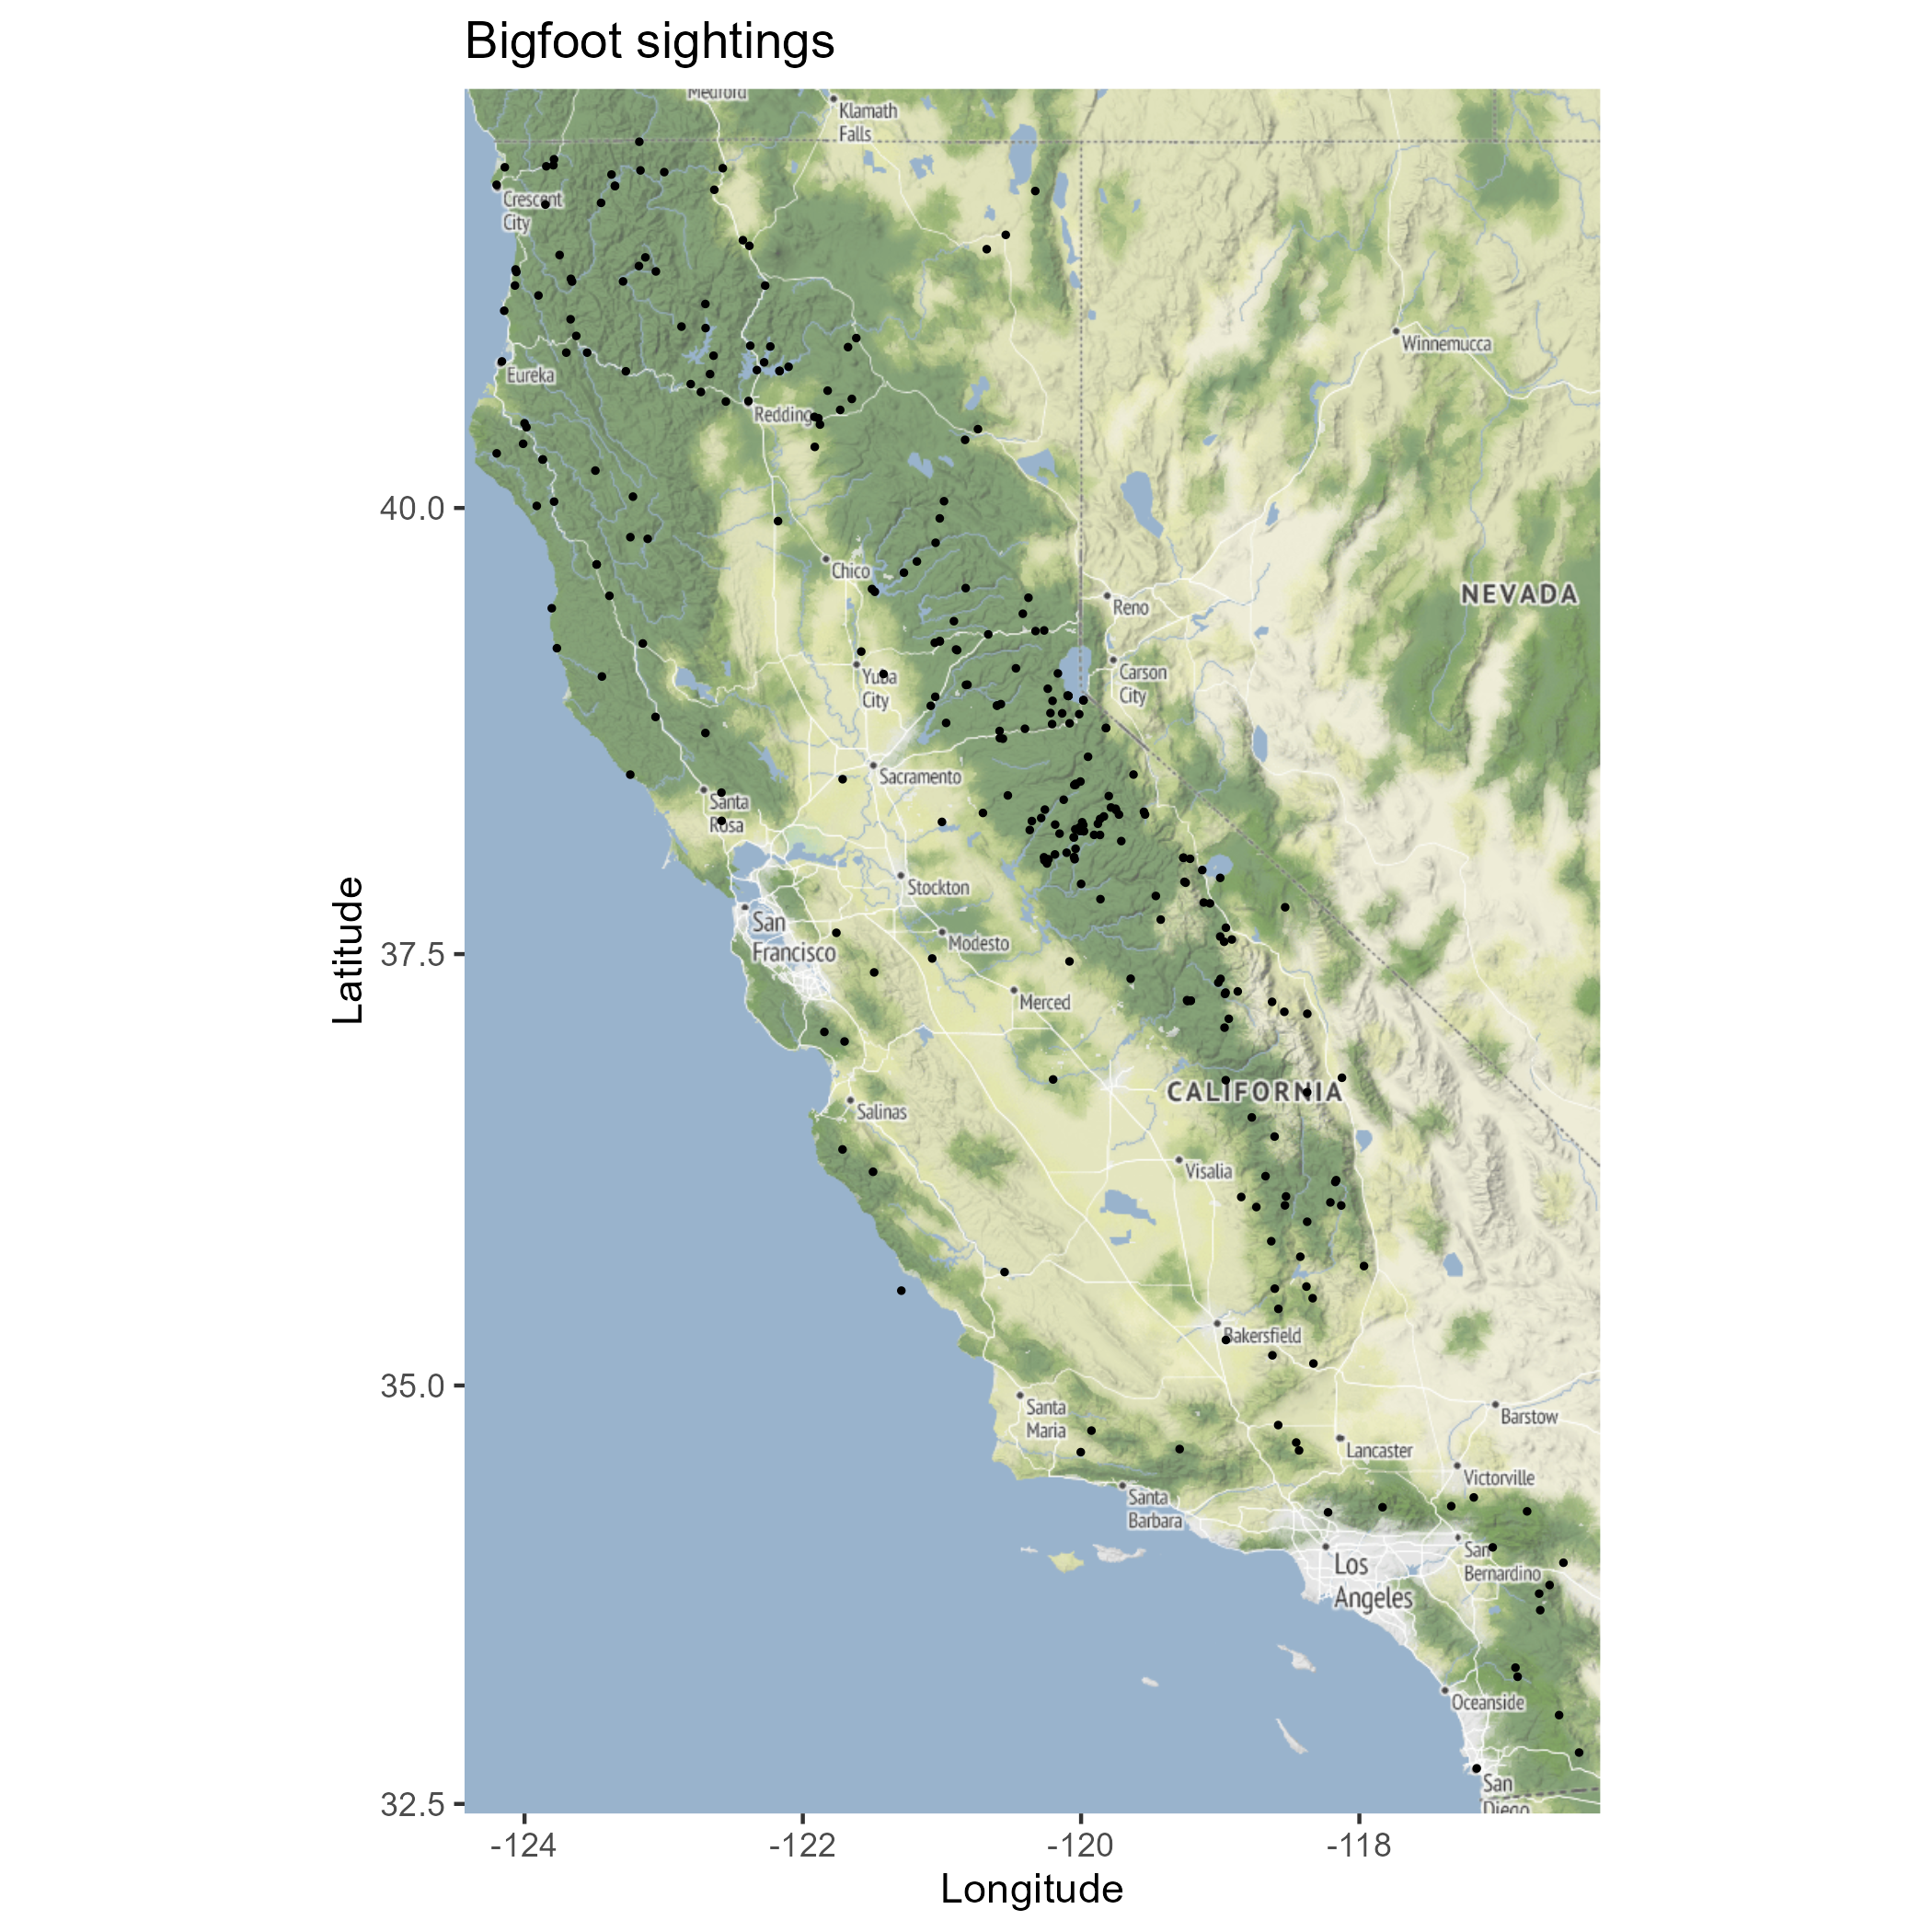 Bigfoot sightings
Medford
Klamath
Falls
Crescent
City
Winnemucca
Eureka
Redding
40.0
Chico
NEVADA
Reno
Carson
City
Yuba
City
Sacramento
Santa
Rosa
Stockton
San
Francisco
Modesto
37.5
Latitude
Merced
CALIFORNIA
Salinas
Visalia
Bakersfield
35.0
Santa
Maria
Barstow
Lancaster
Victorville
Santa
Barbara
Los
Angeles
San
Bernardino
Oceanside
San
Diego
32.5
-124
-122
-120
-118
Longitude